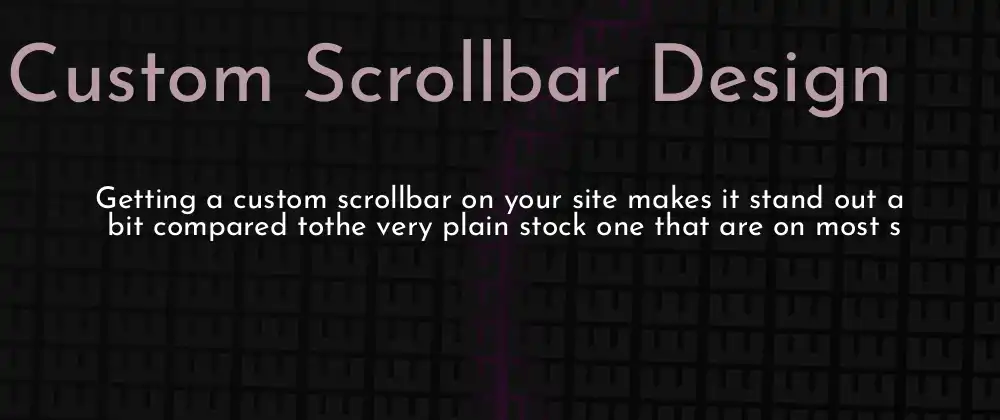 Custom Scrollbar Design
Getting a custom scrollbar on your site makes it stand out a
bit compared tothe very plain stock one that are on most s